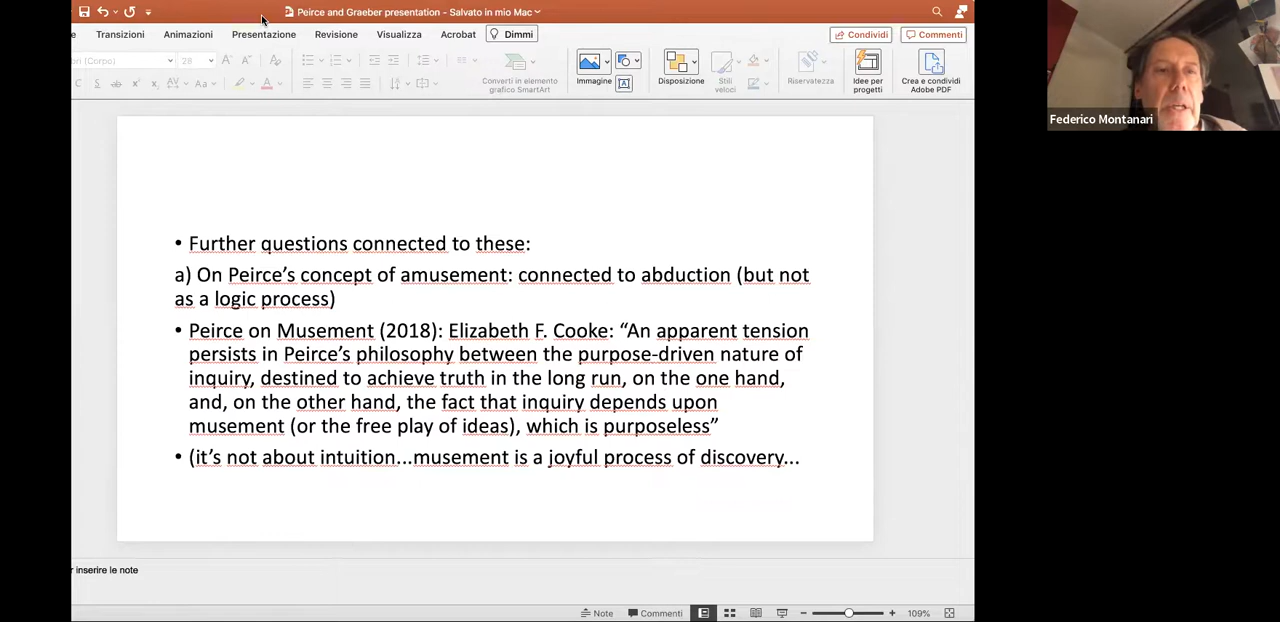 Peirce and Graeber presentation - Salvato in mio Mac
e Transizioni Animazioni Presentazione Revisione Visualizza Acrobat Dimmi Condividi Commenti
bri (Corpo) 28
Converti in elemento
grafico SmartArt
Immagine
Disposizione
Stili
veloci
Riservatezza
Idee per
progetti
Crea e condividi
Adobe PDF
Federico Montanari
• Further questions connected to these:
a) On Peirce’s concept of amusement: connected to abduction (but not
as a logic process)
• Peirce on Musement (2018): Elizabeth F. Cooke: “An apparent tension
persists in Peirce’s philosophy between the purpose-driven nature of
inquiry, destined to achieve truth in the long run, on the one hand,
and, on the other hand, the fact that inquiry depends upon
musement (or the free play of ideas), which is purposeless”
• (it’s not about intuition...musement is a joyful process of discovery...
r inserire le note
Note Commenti 109%